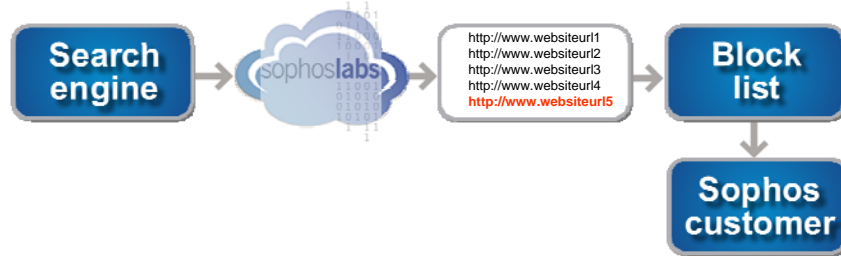 Search
engine
sophoslabs
http://www.websiteurl1
http://www.websiteurl2
http://www.websiteurl3
http://www.websiteurl4
http://www.websiteurl5
Block
list
Sophos
customer